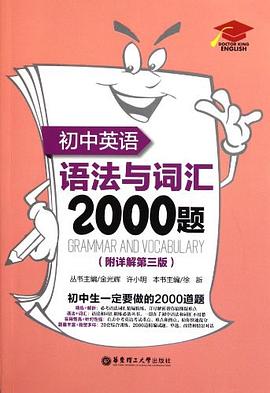 DOCTOR KING
ENGLISH
初中英语
语法与词汇
2000题
GRAMMAR AND VOCABULARY
(附详解第三版)
丛书主编/金光辉 许小明 本书主编/徐 新
初中生一定要做的2000道题
华东理工大学出版社